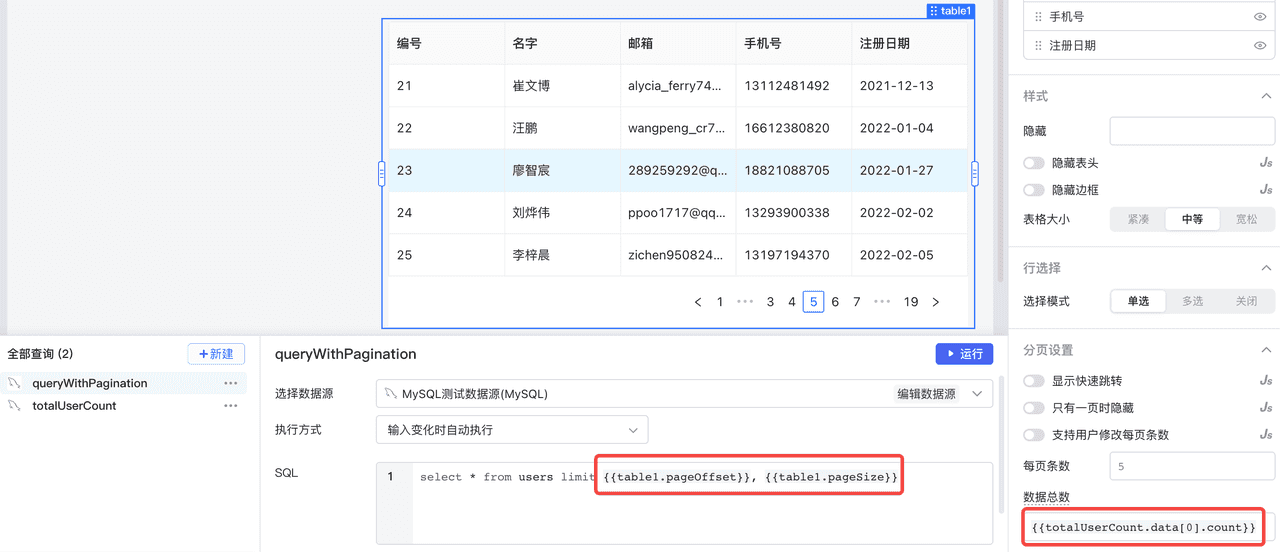 table1
编号 名字 邮箱 手机号 注册日期
21 崔文博 alycia_ferry74... 13112481492 2021-12-13
22 汪鹏 wangpeng_cr7... 16612380820 2022-01-04
23 廖智宸 289259292@q... 18821088705 2022-01-27
24 刘烨伟 ppoo1717@qq... 13293900338 2022-02-02
25 李梓晨 zichen950824... 13197194370 2022-02-05
< 1 ••• 3 4 5 6 7 ••• 19 >
全部查询 (2)
+新建
queryWithPagination •••
totalUserCount •••
queryWithPagination
运行
选择数据源 MySQL测试数据源(MySQL) 编辑数据源
执行方式 输入变化时自动执行
SQL
1 select * from users limit {{table1.pageOffset}}, {{table1.pageSize}}
手机号
注册日期
样式
隐藏
隐藏表头 Js
隐藏边框 Js
表格大小 紧凑 中等 宽松
行选择
选择模式 单选 多选 关闭
分页设置
显示快速跳转 Js
只有一页时隐藏 Js
支持用户修改每页条数 Js
每页条数 5
数据总数
{{totalUserCount.data[0].count}}